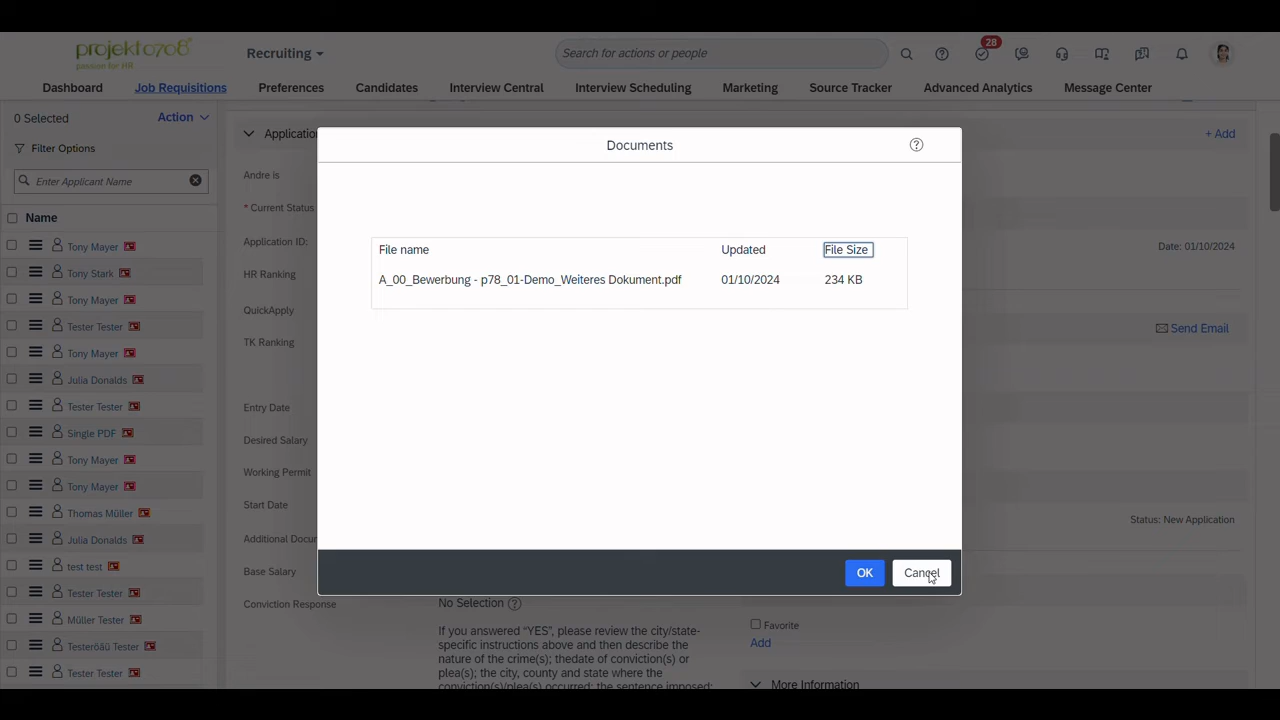 projekt0708
passion for HR
Recruiting
Search for actions or people
28
Dashboard
Job Requisitions
Preferences
Candidates
Interview Central
Interview Scheduling
Marketing
Source Tracker
Advanced Analytics
Message Center
0 Selected
Action
Filter Options
Enter Applicant Name
Name
Tony Mayer
Tony Stark
Tony Mayer
Tester Tester
Tony Mayer
Julia Donalds
Tester Tester
Single PDF
Tony Mayer
Tony Mayer
Thomas Müller
Julia Donalds
test test
Tester Tester
Müller Tester
Testeröäü Tester
Tester Tester
+ Add
Andre is
* Current Status
Application ID:
Date: 01/10/2024
HR Ranking
QuickApply
Send Email
TK Ranking
Entry Date
Desired Salary
Working Permit
Start Date
Status: New Application
Base Salary
Conviction Response
No Selection
If you answered "YES", please review the city/state-
specific instructions above and then describe the
nature of the crime(s); thedate of conviction(s) or
plea(s); the city, county and state where the
conviction(s)/plea(s) occurred; the sentence imposed;
Favorite
Add
More Information
Documents
File name
Updated
File Size
A_00_Bewerbung - p78_01-Demo_Weiteres Dokument.pdf
01/10/2024
234 KB
OK
Cancel